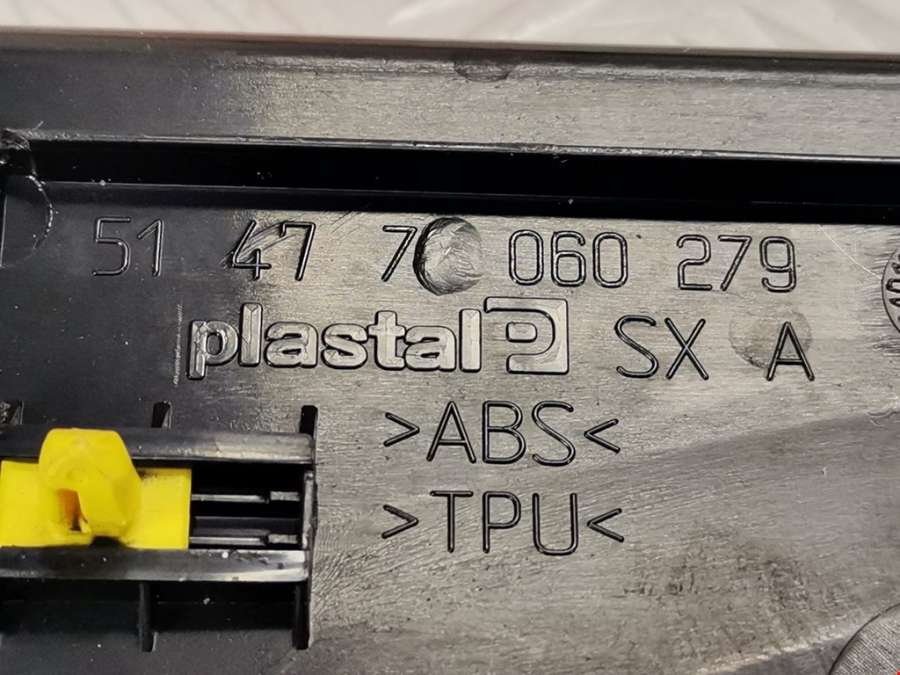 51 47 7 060 279
plastal SX A
>ABS<
>TPU<